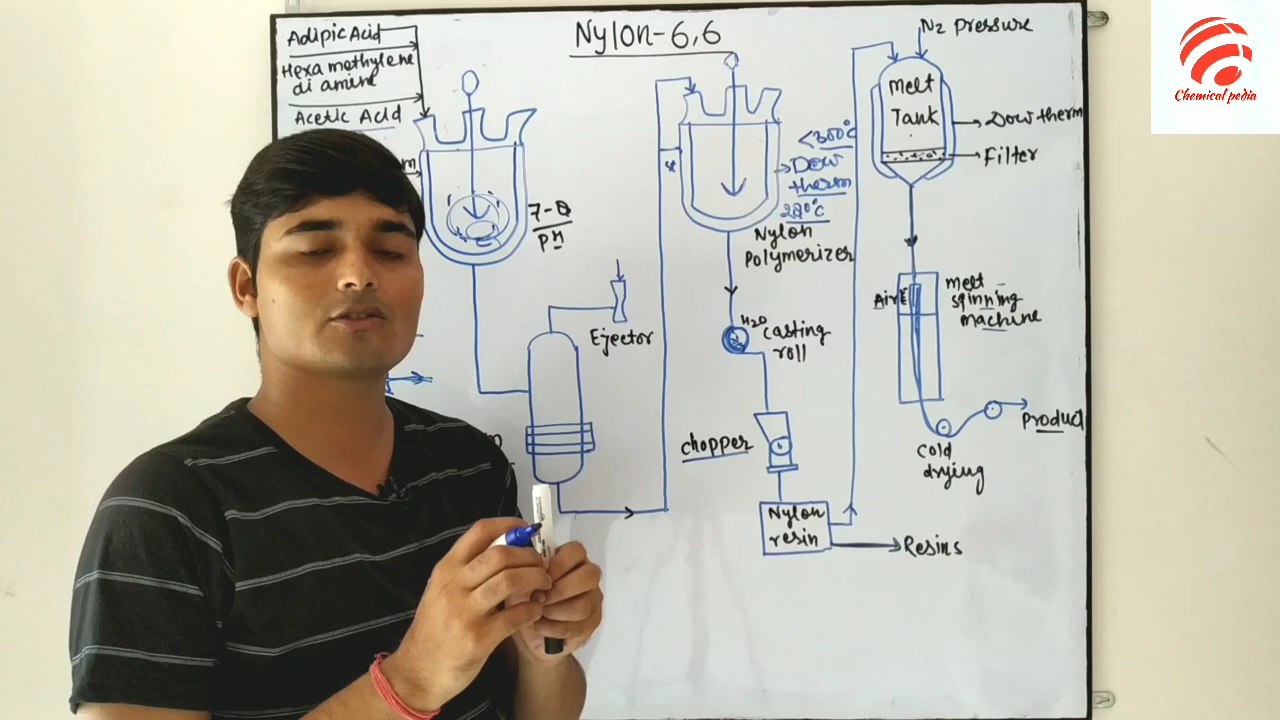 Nylon-6,6
Adipic Acid
Hexa methylene
di amine
Acetic Acid
7-8
pH
Ejector
<300°c
Dow
therm
280°c
Nylon
Polymerizer
H2O
casting
roll
chopper
Nylon
resin
Resins
N2 Pressure
melt
Tank
Dow therm
Filter
Air
melt-
spinning
machine
cold
drying
Product
Chemical pedia